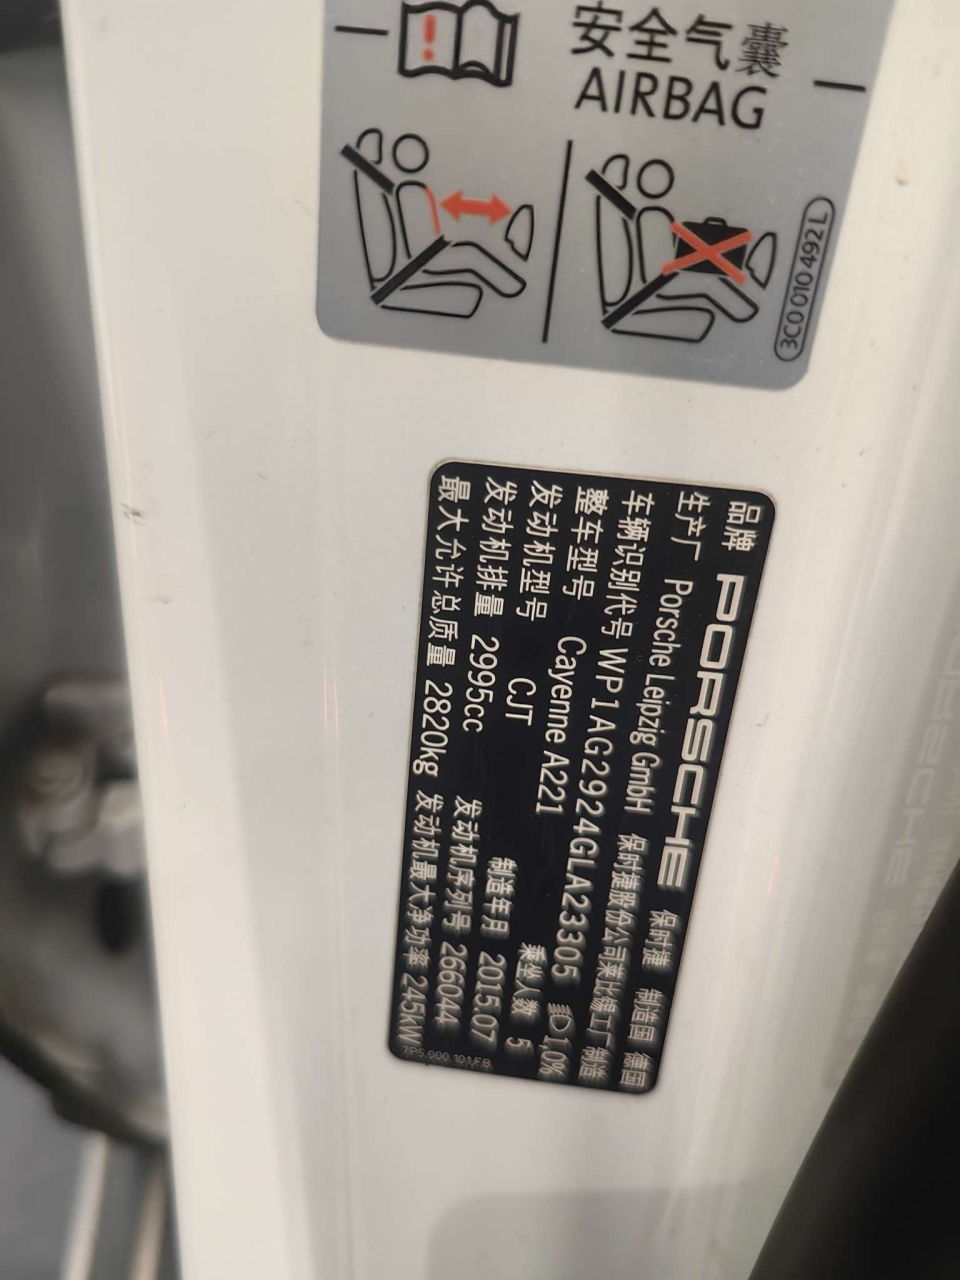 安全气囊
AIRBAG
3C0 010 492 L
品牌 PORSCHE 保时捷 制造国 德国
生产厂 Porsche Leipzig GmbH 保时捷股份公司莱比锡工厂 制造
车辆识别代号 WP1AG2924GLA23305 1,0%
整车型号 Cayenne A221 乘坐人数 5
发动机型号 CJT 制造年月 2015.07
发动机排量 2995cc 发动机序列号 266044
最大允许总质量 2820kg 发动机最大净功率 245kW
7P5.000.101.FB